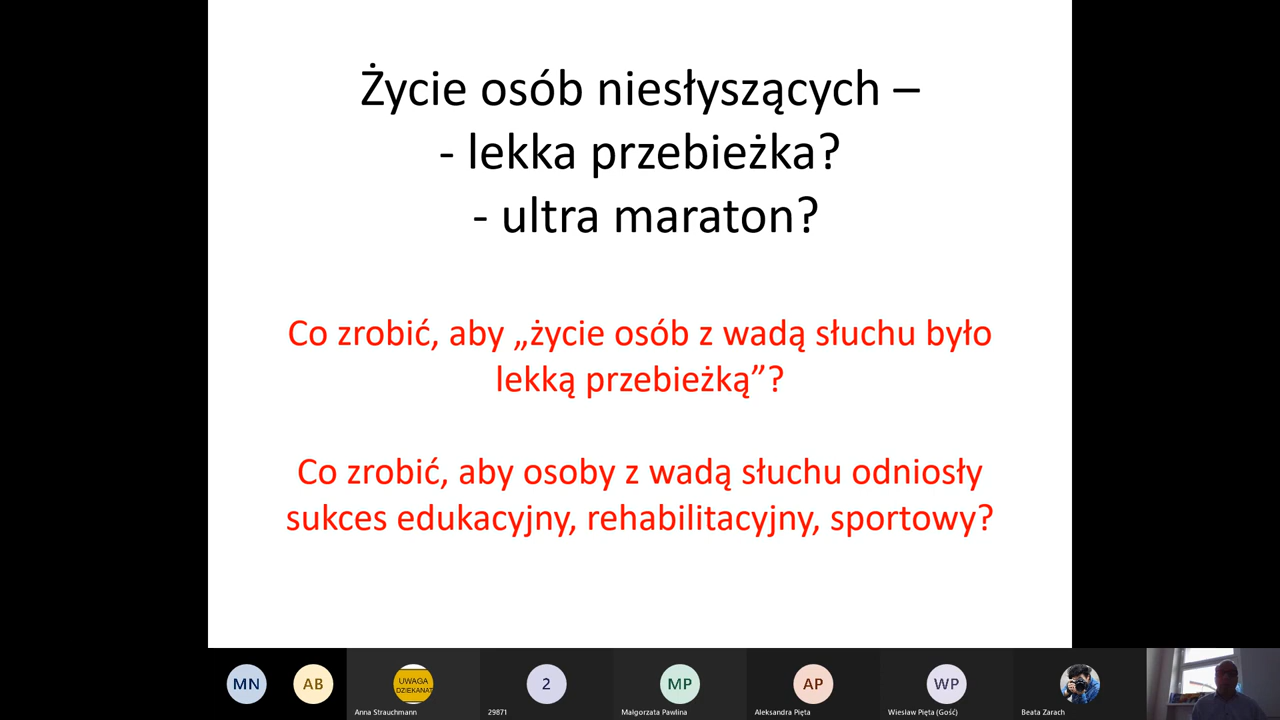 Życie osób niesłyszących –
- lekka przebieżka?
- ultra maraton?
Co zrobić, aby „życie osób z wadą słuchu było
lekką przebieżką”?
Co zrobić, aby osoby z wadą słuchu odniosły
sukces edukacyjny, rehabilitacyjny, sportowy?
MN
AB
UWAGA
DZIEKANAT
Anna Strauchmann
2
29871
MP
Małgorzata Pawlina
AP
Aleksandra Pięta
WP
Wiesław Pięta (Gość)
Beata Zarach